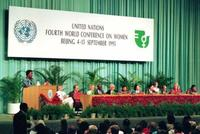 UNITED NATIONS
FOURTH WORLD CONFERENCE ON WOMEN
BEIJING 4-15 SEPTEMBER 1995